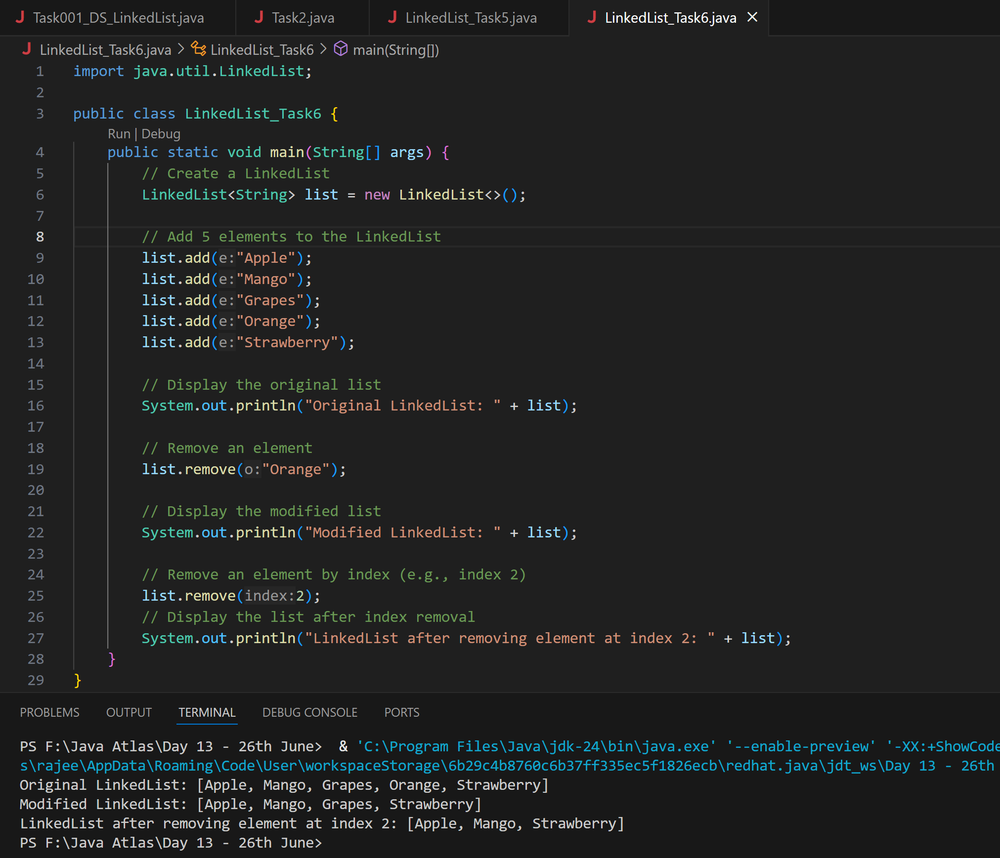 Task001_DS_LinkedList.java Task2.java LinkedList_Task5.java LinkedList_Task6.java
LinkedList_Task6.java > LinkedList_Task6 > main(String[])
1 import java.util.LinkedList;
2
3 public class LinkedList_Task6 {
Run | Debug
4 public static void main(String[] args) {
5 // Create a LinkedList
6 LinkedList<String> list = new LinkedList<>();
7
8 // Add 5 elements to the LinkedList
9 list.add(e:"Apple");
10 list.add(e:"Mango");
11 list.add(e:"Grapes");
12 list.add(e:"Orange");
13 list.add(e:"Strawberry");
14
15 // Display the original list
16 System.out.println("Original LinkedList: " + list);
17
18 // Remove an element
19 list.remove(o:"Orange");
20
21 // Display the modified list
22 System.out.println("Modified LinkedList: " + list);
23
24 // Remove an element by index (e.g., index 2)
25 list.remove(index:2);
26 // Display the list after index removal
27 System.out.println("LinkedList after removing element at index 2: " + list);
28 }
29 }
PROBLEMS OUTPUT TERMINAL DEBUG CONSOLE PORTS
PS F:\Java Atlas\Day 13 - 26th June>  & 'C:\Program Files\Java\jdk-24\bin\java.exe' '--enable-preview' '-XX:+ShowCode
s\rajee\AppData\Roaming\Code\User\workspaceStorage\6b29c4b8760c6b37ff335ec5f1826ecb\redhat.java\jdt_ws\Day 13 - 26th
Original LinkedList: [Apple, Mango, Grapes, Orange, Strawberry]
Modified LinkedList: [Apple, Mango, Grapes, Strawberry]
LinkedList after removing element at index 2: [Apple, Mango, Strawberry]
PS F:\Java Atlas\Day 13 - 26th June>